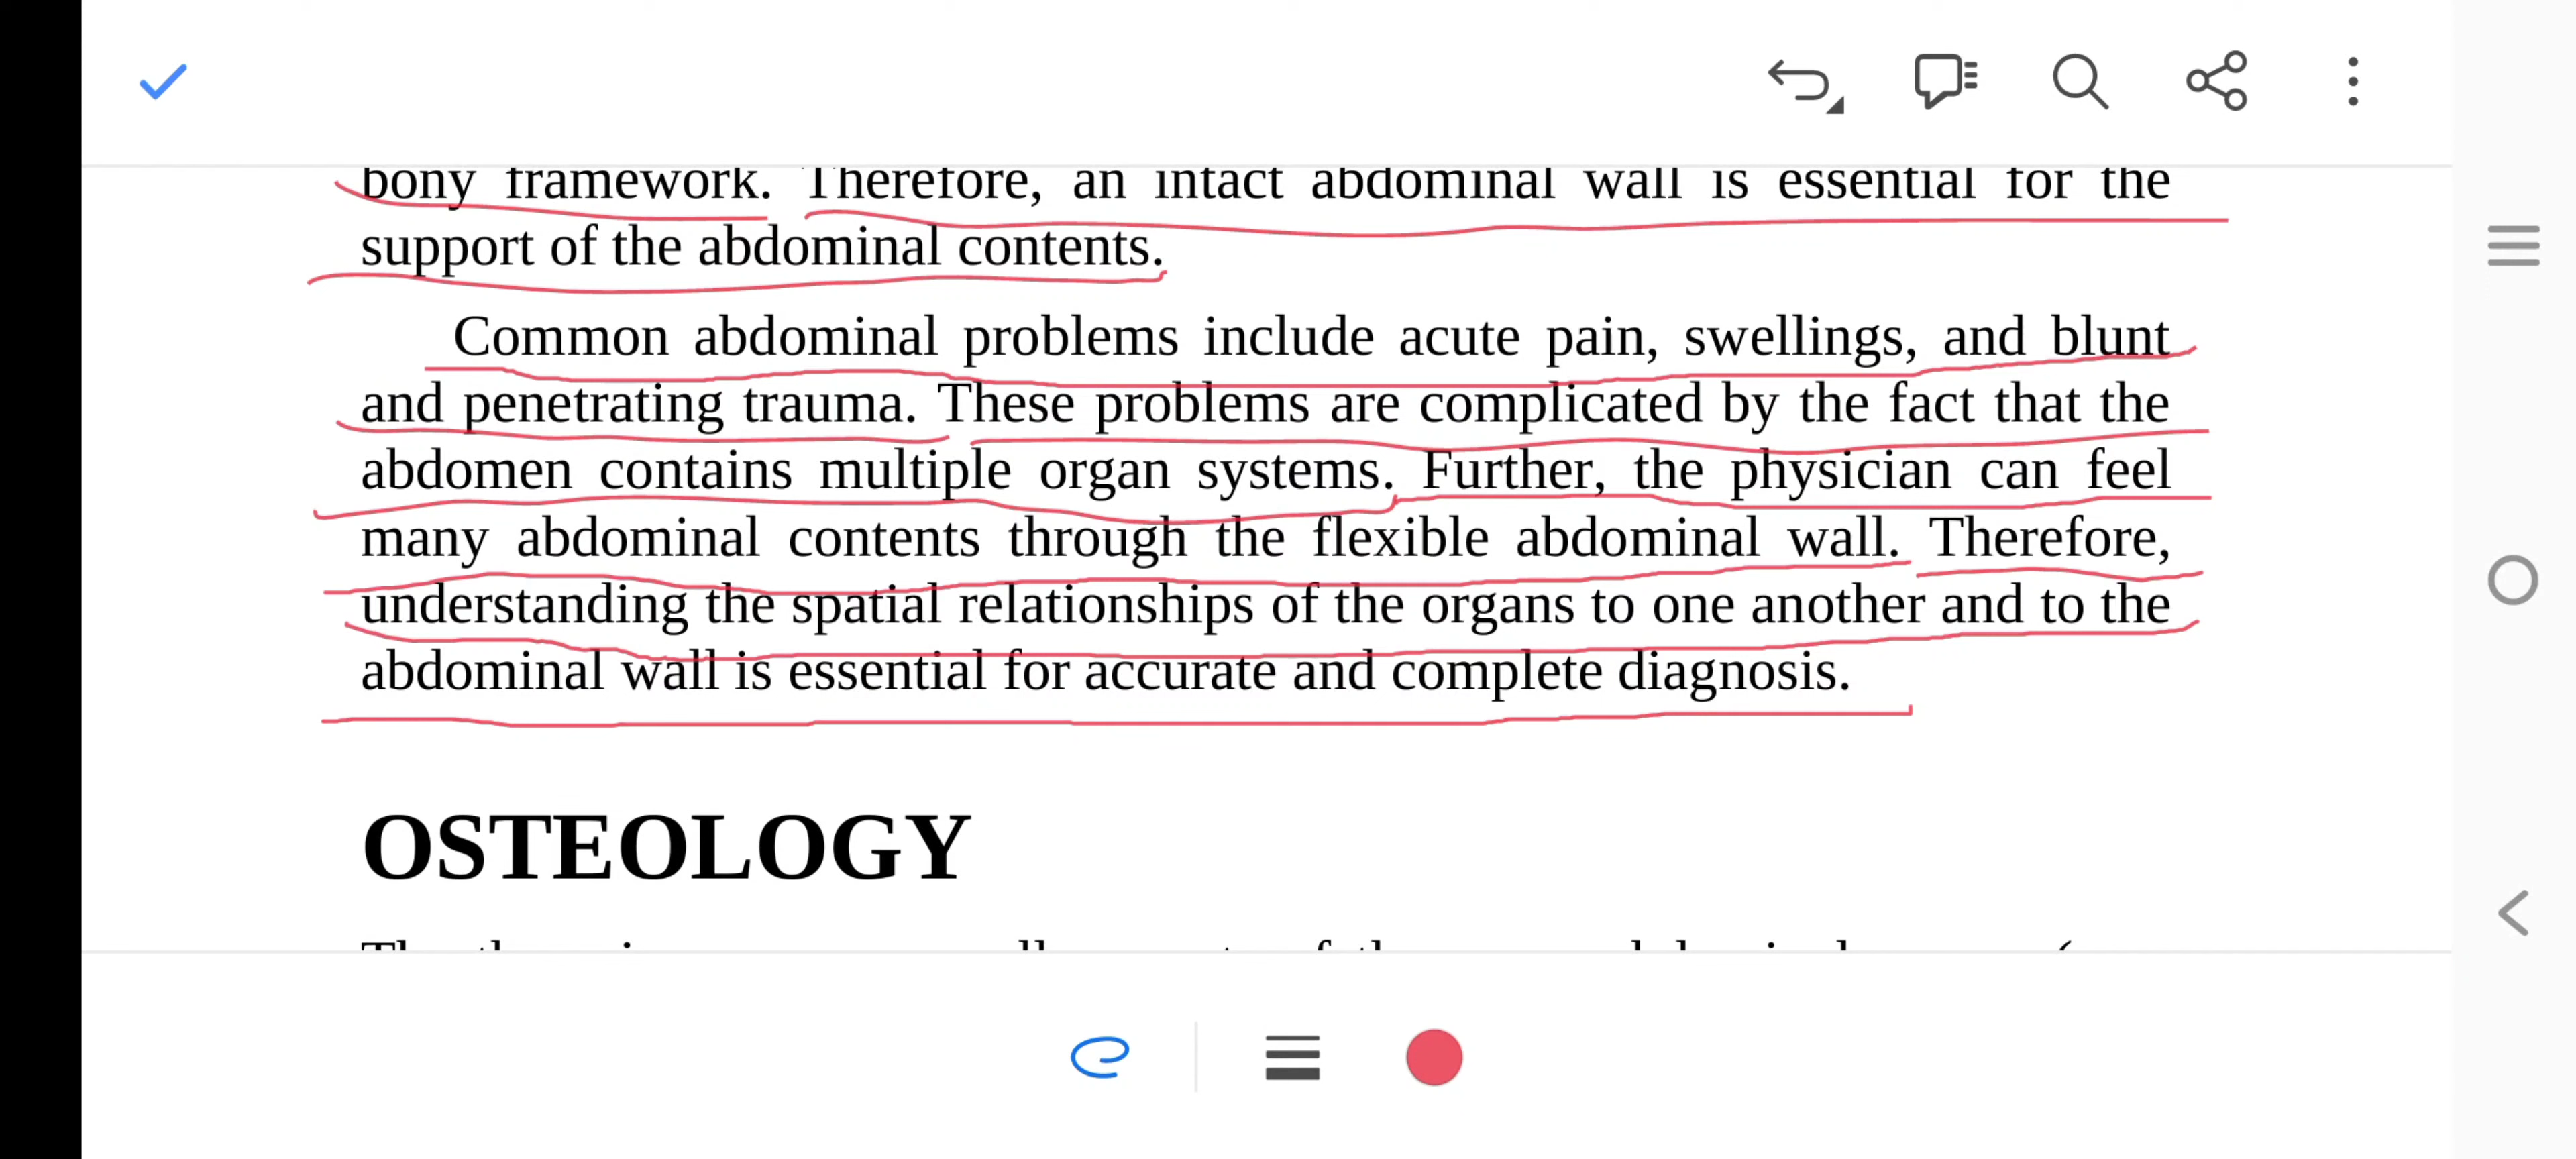 bony framework. Therefore, an intact abdominal wall is essential for the
support of the abdominal contents.
Common abdominal problems include acute pain, swellings, and blunt
and penetrating trauma. These problems are complicated by the fact that the
abdomen contains multiple organ systems. Further, the physician can feel
many abdominal contents through the flexible abdominal wall. Therefore,
understanding the spatial relationships of the organs to one another and to the
abdominal wall is essential for accurate and complete diagnosis.
OSTEOLOGY